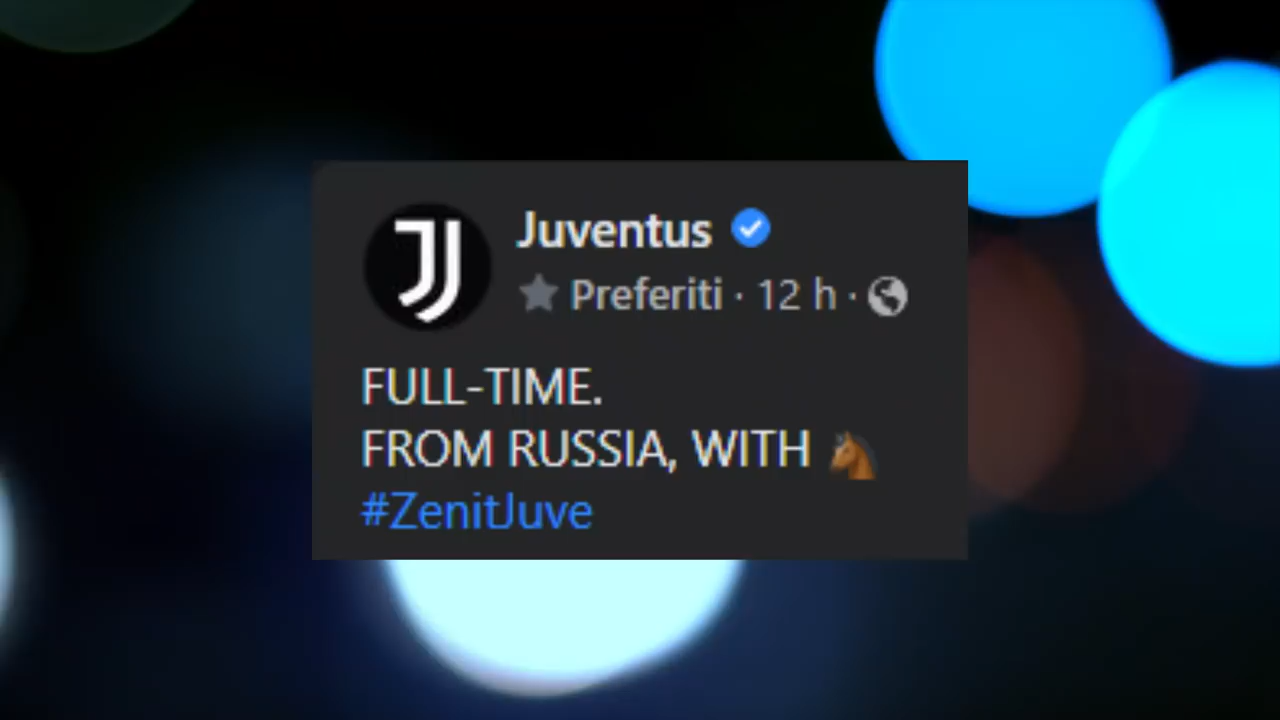 Juventus
Preferiti · 12 h ·
FULL-TIME.
FROM RUSSIA, WITH 🐴
#ZenitJuve